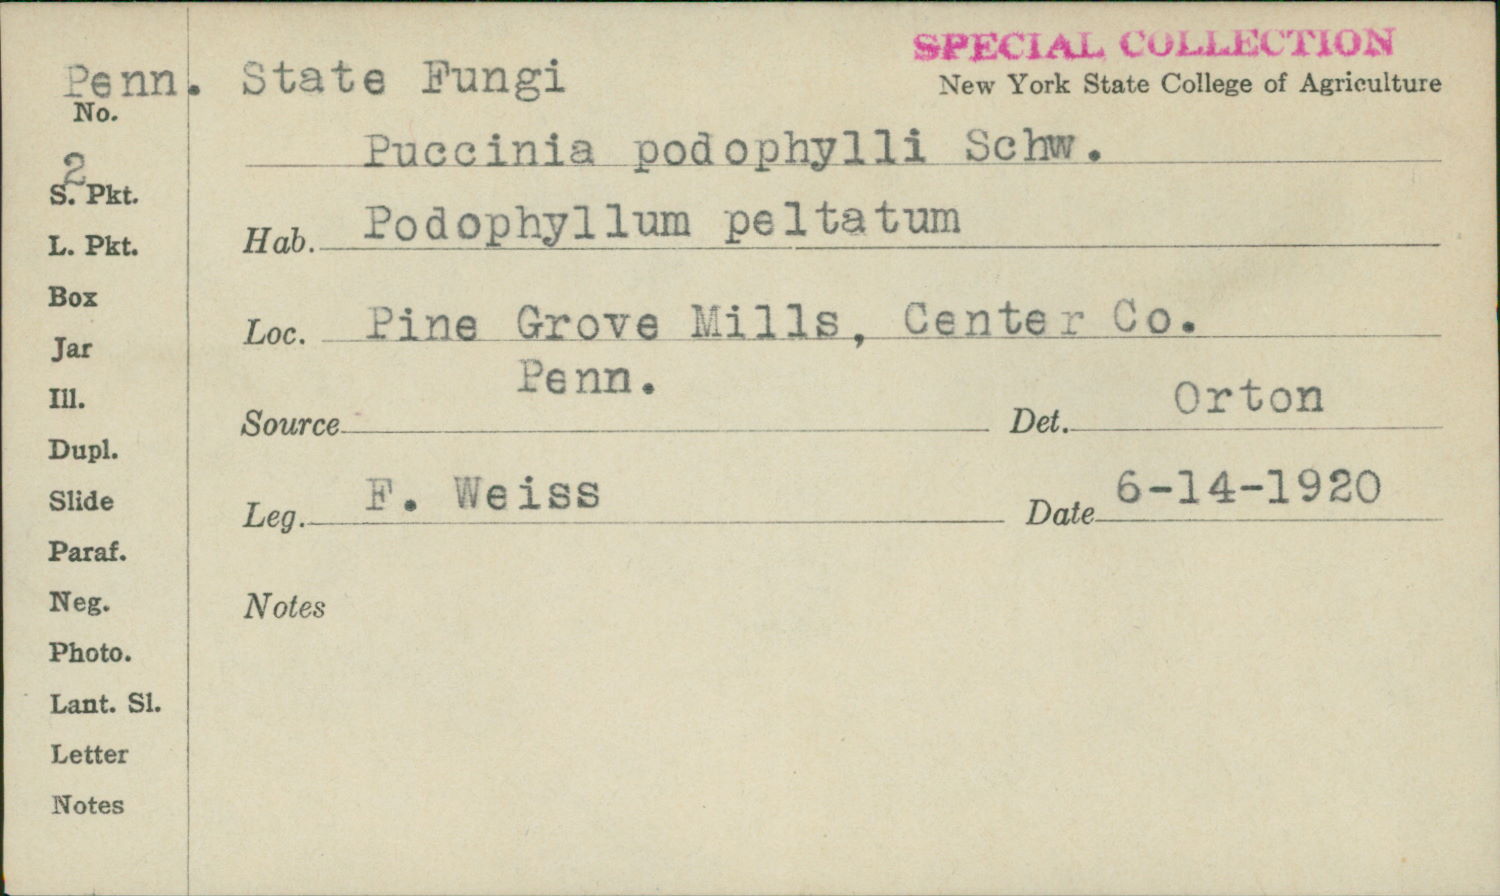 SPECIAL COLLECTION
Penn. State Fungi
New York State College of Agriculture
No.
Puccinia podophylli Schw.
2
S. Pkt.
Hab. Podophyllum peltatum
L. Pkt.
Box
Loc. Pine Grove Mills, Center Co.
Jar
Penn.
Ill.
Source
Det. Orton
Dupl.
Slide
Leg. F. Weiss
Date 6-14-1920
Paraf.
Neg.
Notes
Photo.
Lant. Sl.
Letter
Notes